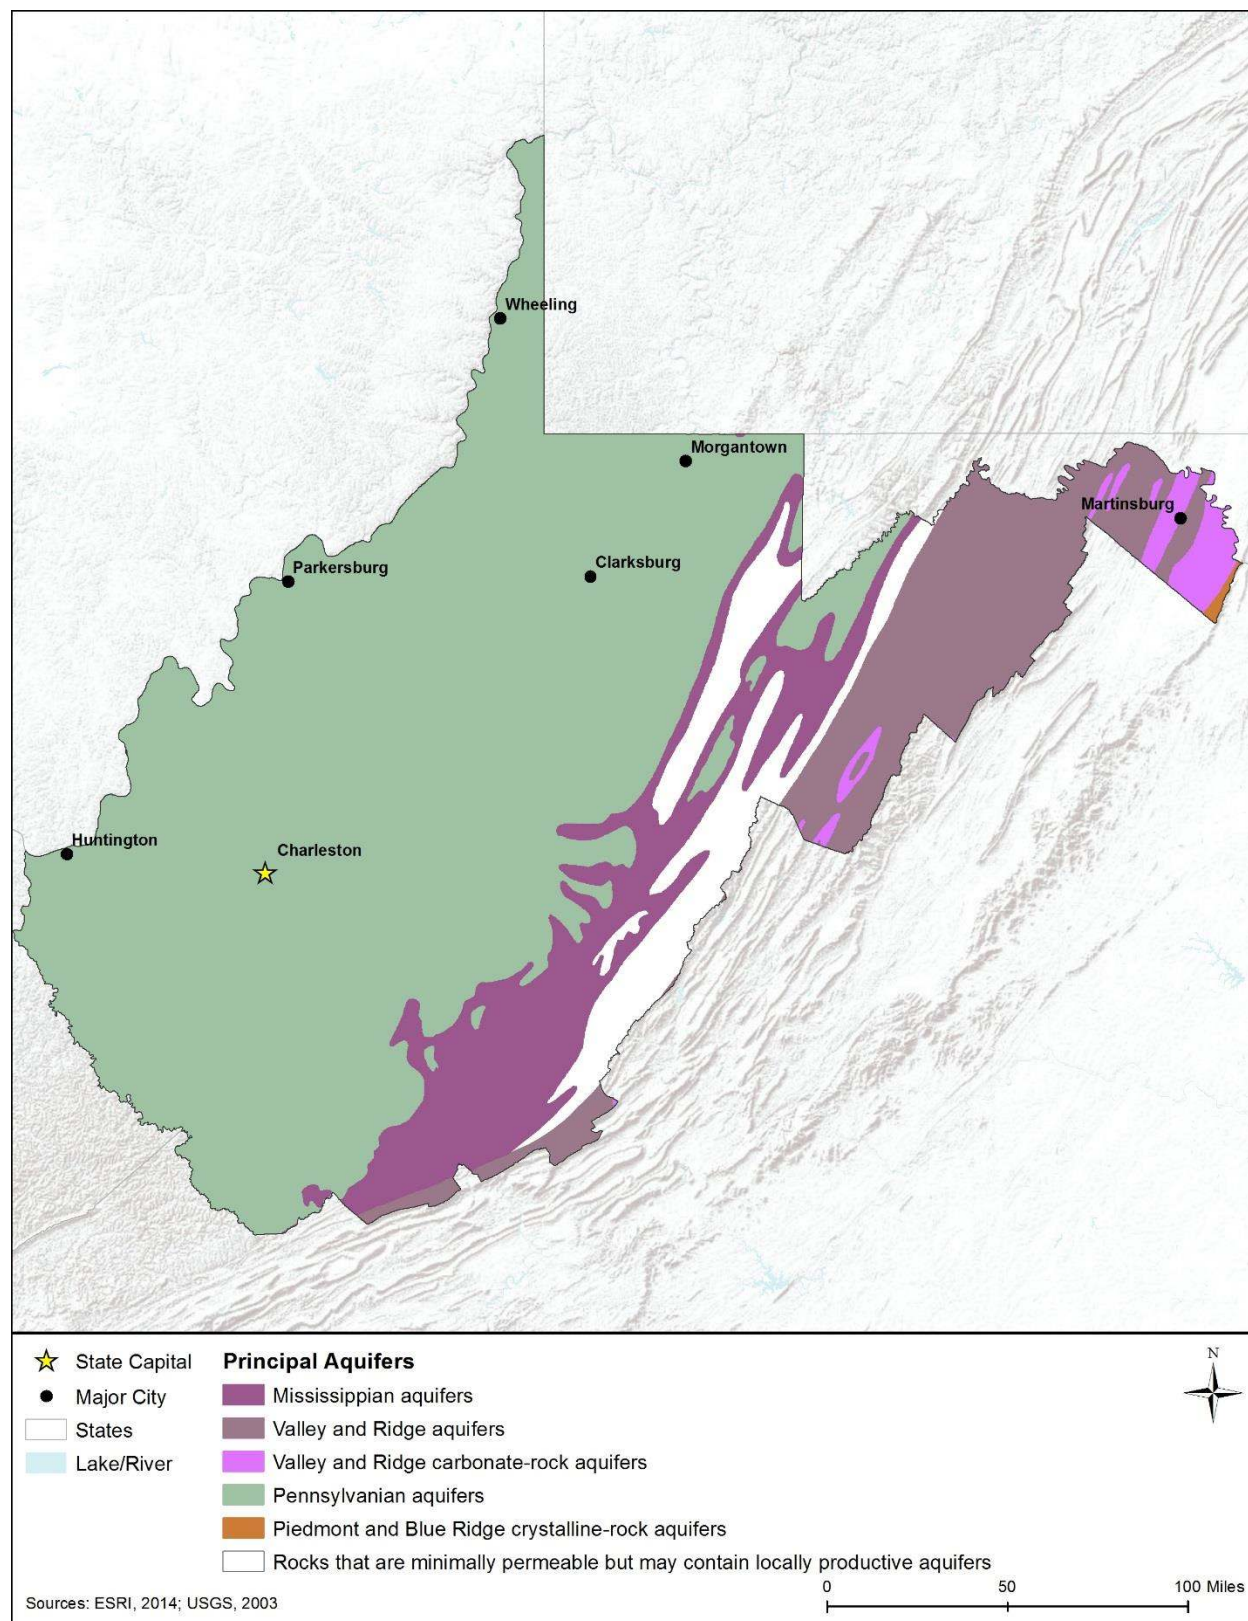 Wheeling
Morgantown
Martinsburg
Parkersburg
Clarksburg
Huntington
Charleston
State Capital
Major City
States
Lake/River
Principal Aquifers
Mississippian aquifers
Valley and Ridge aquifers
Valley and Ridge carbonate-rock aquifers
Pennsylvanian aquifers
Piedmont and Blue Ridge crystalline-rock aquifers
Rocks that are minimally permeable but may contain locally productive aquifers
N
Sources: ESRI, 2014; USGS, 2003
0 50 100 Miles